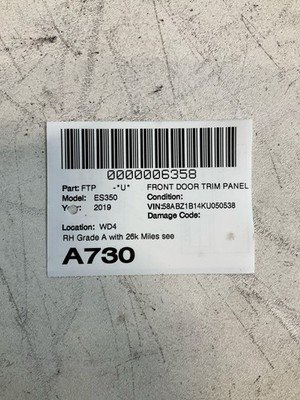 0000006358
Part: FTP -*U* FRONT DOOR TRIM PANEL
Model: ES350 Condition:
Year: 2019 VIN:58ABZ1B14KU050538
Damage Code:
Location: WD4
RH Grade A with 26k Miles see
A730